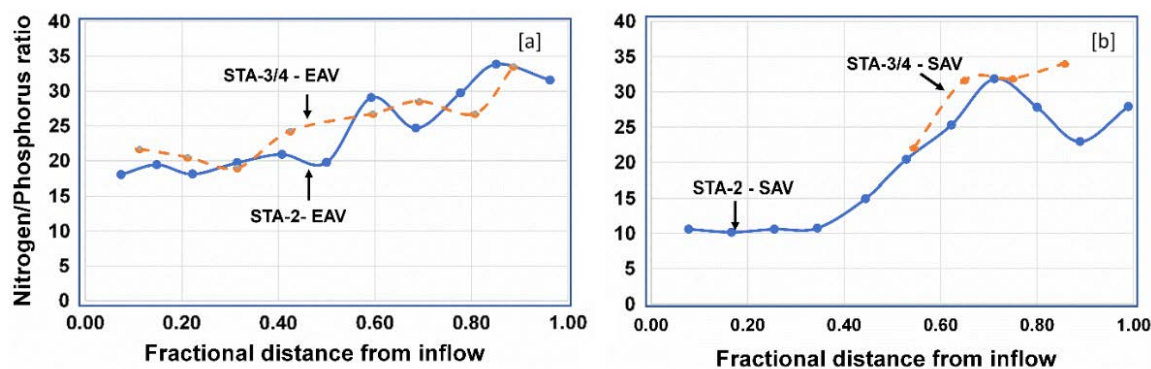 Nitrogen/Phosphorus ratio
40
35
30
25
20
15
10
5
0
[a]
STA-3/4 - EAV
STA-2- EAV
0.00 0.20 0.40 0.60 0.80 1.00
Fractional distance from inflow
40
35
30
25
20
15
10
5
0
[b]
STA-3/4 - SAV
STA-2 - SAV
0.00 0.20 0.40 0.60 0.80 1.00
Fractional distance from inflow